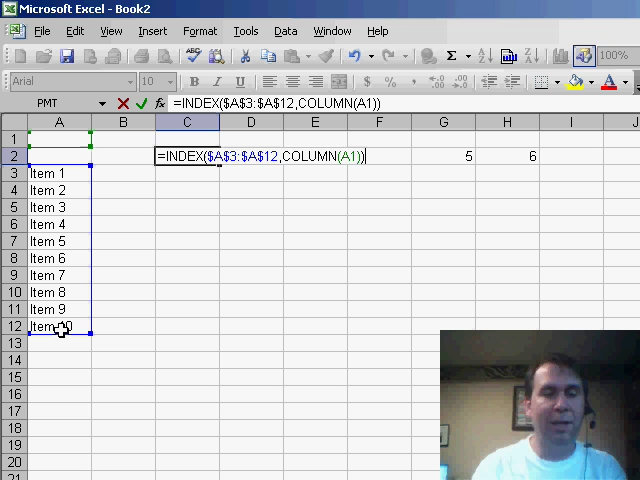 Microsoft Excel - Book2
File Edit View Insert Format Tools Data Window Help
100%
Arial 10 B I U $ % ,
PMT fx =INDEX($A$3:$A$12,COLUMN(A1))
A B C D E F G H I J
1
2 =INDEX($A$3:$A$12,COLUMN(A1)) 5 6
3 Item 1
4 Item 2
5 Item 3
6 Item 4
7 Item 5
8 Item 6
9 Item 7
10 Item 8
11 Item 9
12 Item 10
13
14
15
16
17
18
19
20
21